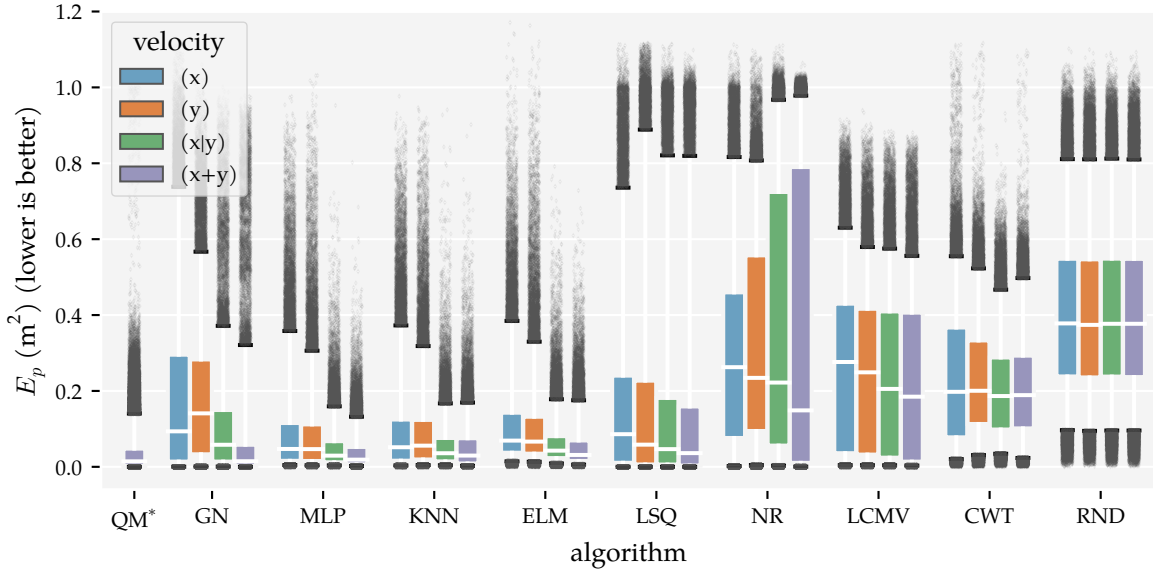 E_p (m²) (lower is better)
1.2
1.0
0.8
0.6
0.4
0.2
0.0
velocity
(x)
(y)
(x|y)
(x+y)
QM* GN MLP KNN ELM LSQ NR LCMV CWT RND
algorithm